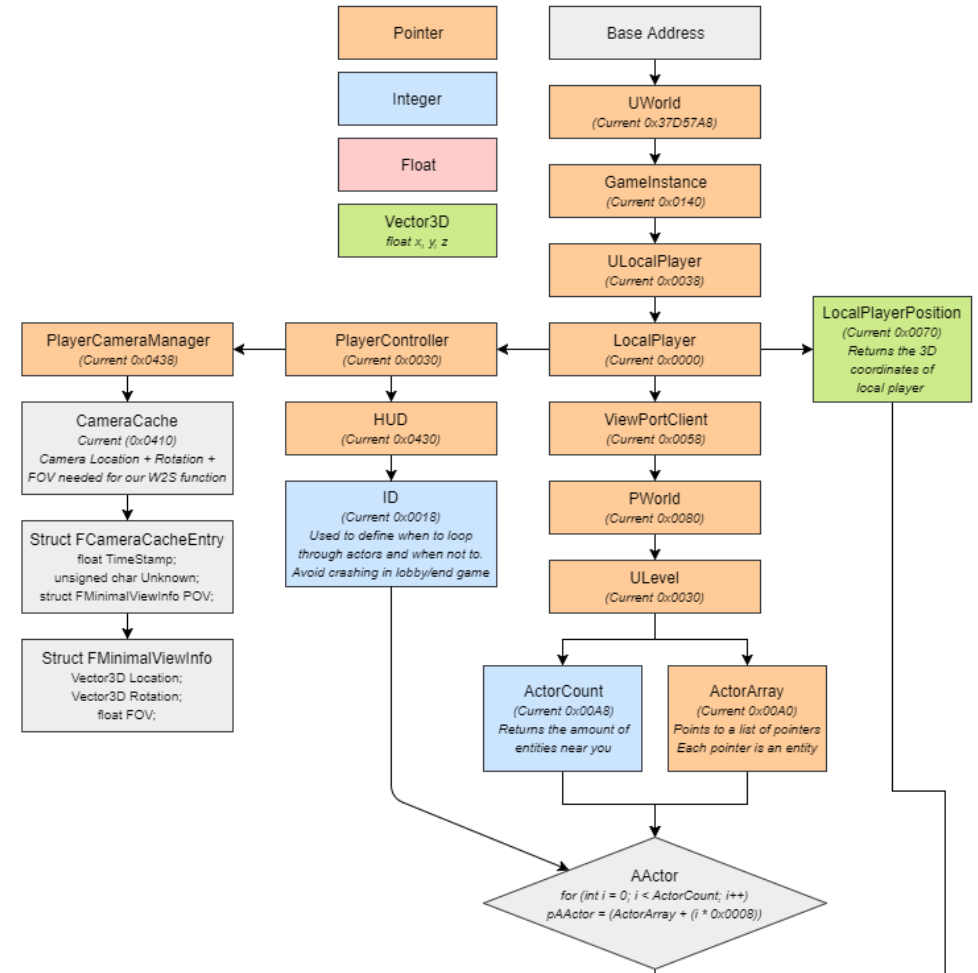 Pointer
Integer
Float
Vector3D
float x, y, z
Base Address
UWorld
(Current 0x37D57A8)
GameInstance
(Current 0x0140)
ULocalPlayer
(Current 0x0038)
LocalPlayer
(Current 0x0000)
PlayerController
(Current 0x0030)
PlayerCameraManager
(Current 0x0438)
LocalPlayerPosition
(Current 0x0070)
Returns the 3D
coordinates of
local player
CameraCache
Current (0x0410)
Camera Location + Rotation +
FOV needed for our W2S function
Struct FCameraCacheEntry
float TimeStamp;
unsigned char Unknown;
struct FMinimalViewInfo POV;
Struct FMinimalViewInfo
Vector3D Location;
Vector3D Rotation;
float FOV;
HUD
(Current 0x0430)
ID
(Current 0x0018)
Used to define when to loop
through actors and when not to.
Avoid crashing in lobby/end game
ViewPortClient
(Current 0x0058)
PWorld
(Current 0x0080)
ULevel
(Current 0x0030)
ActorCount
(Current 0x00A8)
Returns the amount of
entities near you
ActorArray
(Current 0x00A0)
Points to a list of pointers
Each pointer is an entity
AActor
for (int i = 0; i < ActorCount; i++)
pAActor = (ActorArray + (i * 0x0008))